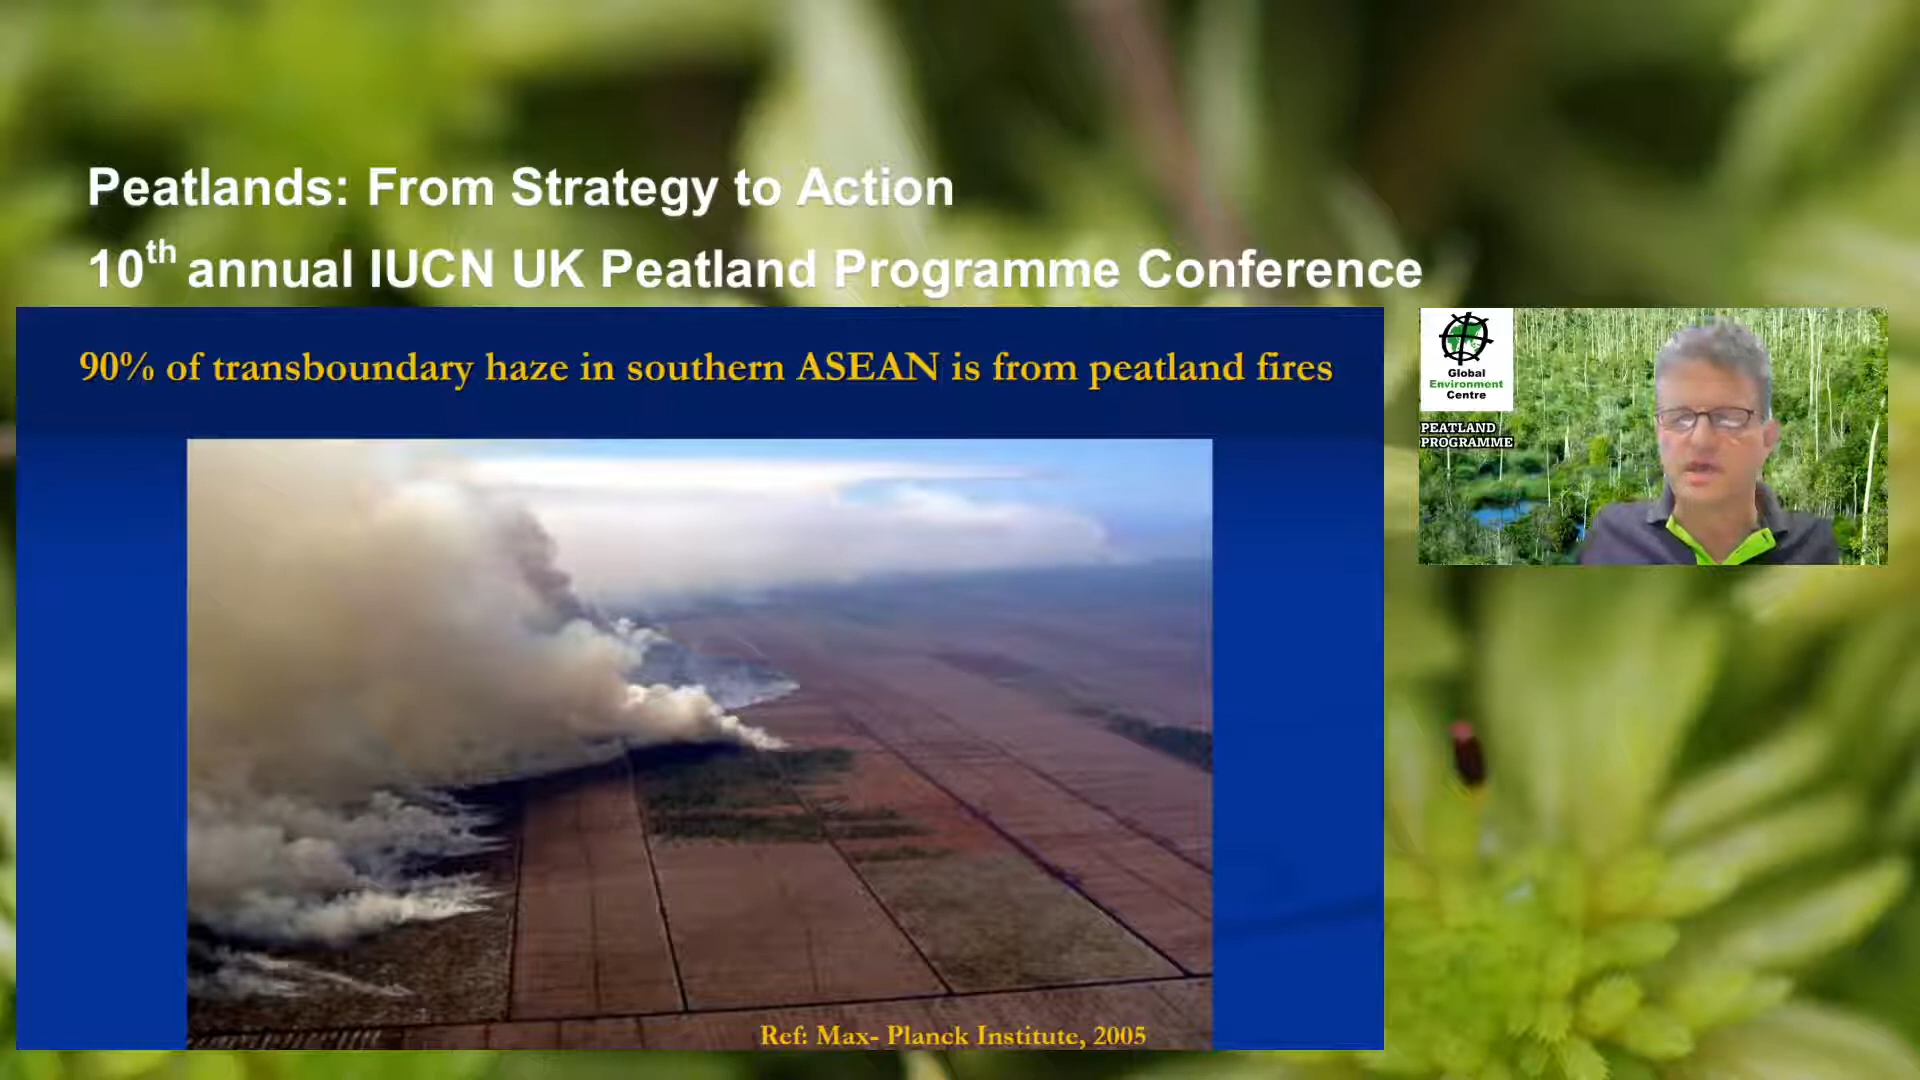 Peatlands: From Strategy to Action
10th annual IUCN UK Peatland Programme Conference
90% of transboundary haze in southern ASEAN is from peatland fires
Ref: Max- Planck Institute, 2005
Global
Environment
Centre
PEATLAND
PROGRAMME